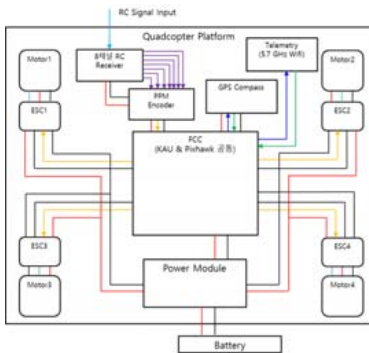 RC Signal Input
Quadcopter Platform
Motor1
8채널 RC
Receiver
Telemetry
(5.7 GHz Wifi)
Motor2
ESC1
PPM
Encoder
GPS Compass
ESC2
FCC
(KAU & Pixhawk 공동)
ESC3
ESC4
Power Module
Motor3
Motor4
Battery